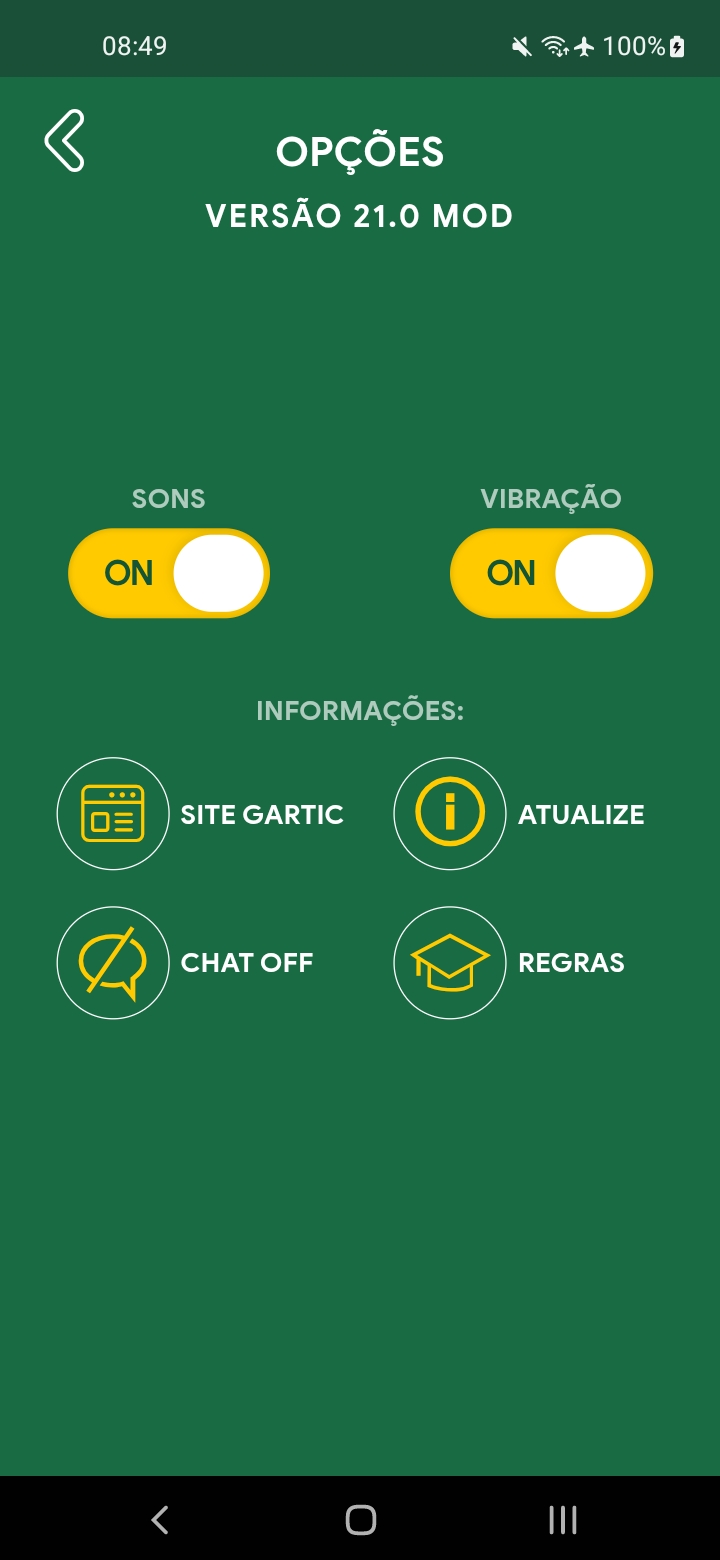 08:49 100%
OPÇÕES
VERSÃO 21.0 MOD
SONS VIBRAÇÃO
ON ON
INFORMAÇÕES:
SITE GARTIC ATUALIZE
CHAT OFF REGRAS